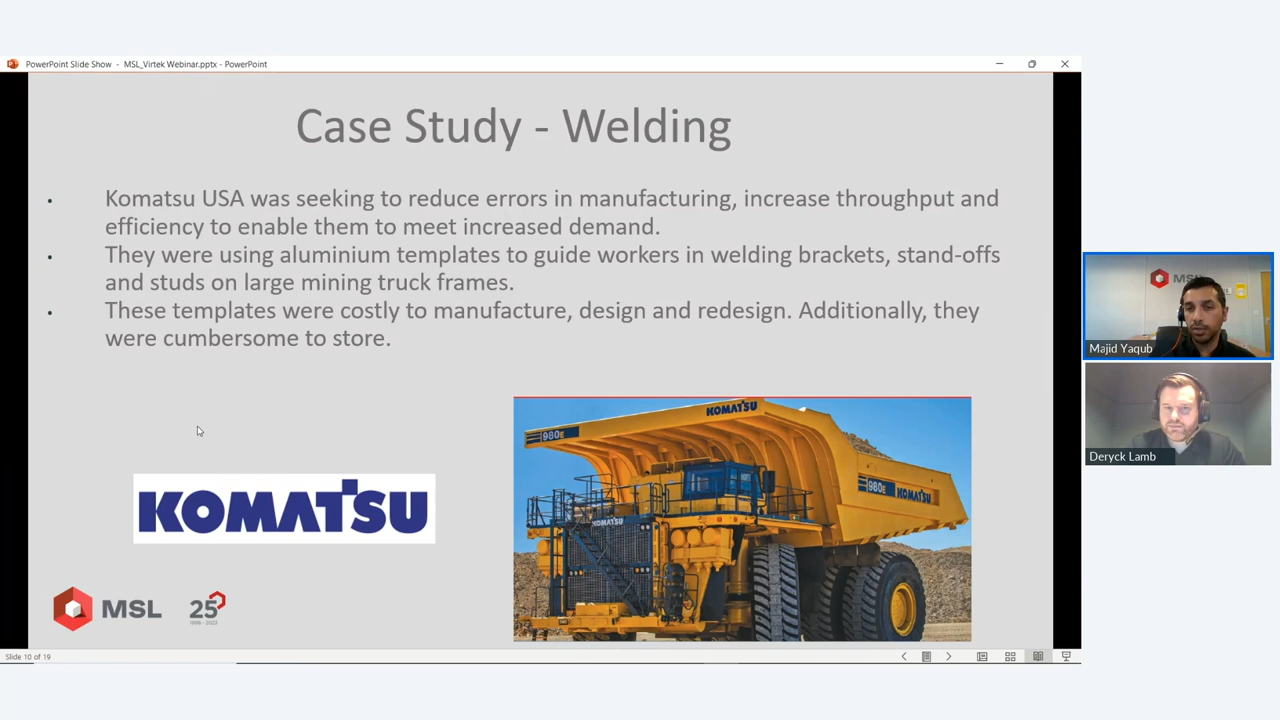 PowerPoint Slide Show - MSL_Virtek Webinar.pptx - PowerPoint
Case Study - Welding
• Komatsu USA was seeking to reduce errors in manufacturing, increase throughput and
efficiency to enable them to meet increased demand.
• They were using aluminium templates to guide workers in welding brackets, stand-offs
and studs on large mining truck frames.
• These templates were costly to manufacture, design and redesign. Additionally, they
were cumbersome to store.
KOMATSU
980E
980E KOMATSU
KOMATSU
KOMATSU
MSL
25
1998 - 2023
Slide 10 of 19
MSL
Majid Yaqub
Deryck Lamb